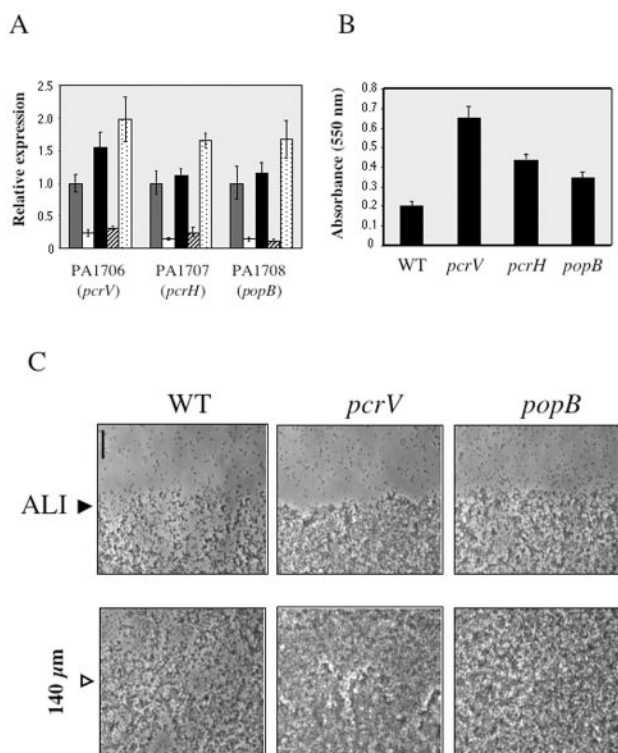 A
B
Relative expression
2.5
2.0
1.5
1.0
0.5
0
PA1706 PA1707 PA1708
(pcrV) (pcrH) (popB)
Absorbance (550 nm)
0.8
0.7
0.6
0.5
0.4
0.3
0.2
0.1
0
WT pcrV pcrH popB
C
WT pcrV popB
ALI
140 µm